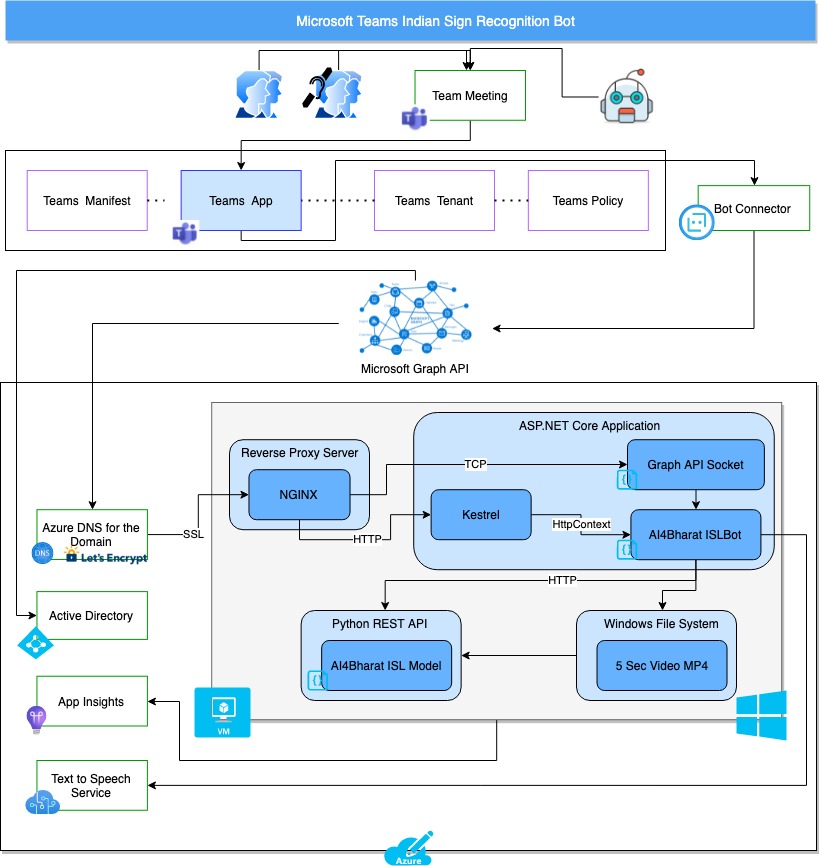 Microsoft Teams Indian Sign Recognition Bot
Team Meeting
Teams Manifest
Teams App
Teams Tenant
Teams Policy
Bot Connector
Microsoft Graph API
ASP.NET Core Application
Reverse Proxy Server
NGINX
TCP
Graph API Socket
{}
Kestrel
HttpContext
AI4Bharat ISLBot
{}
HTTP
SSL
Azure DNS for the
Domain
DNS
Let's Encrypt
HTTP
Active Directory
Python REST API
AI4Bharat ISL Model
{}
Windows File System
5 Sec Video MP4
App Insights
VM
Text to Speech
Service
Azure